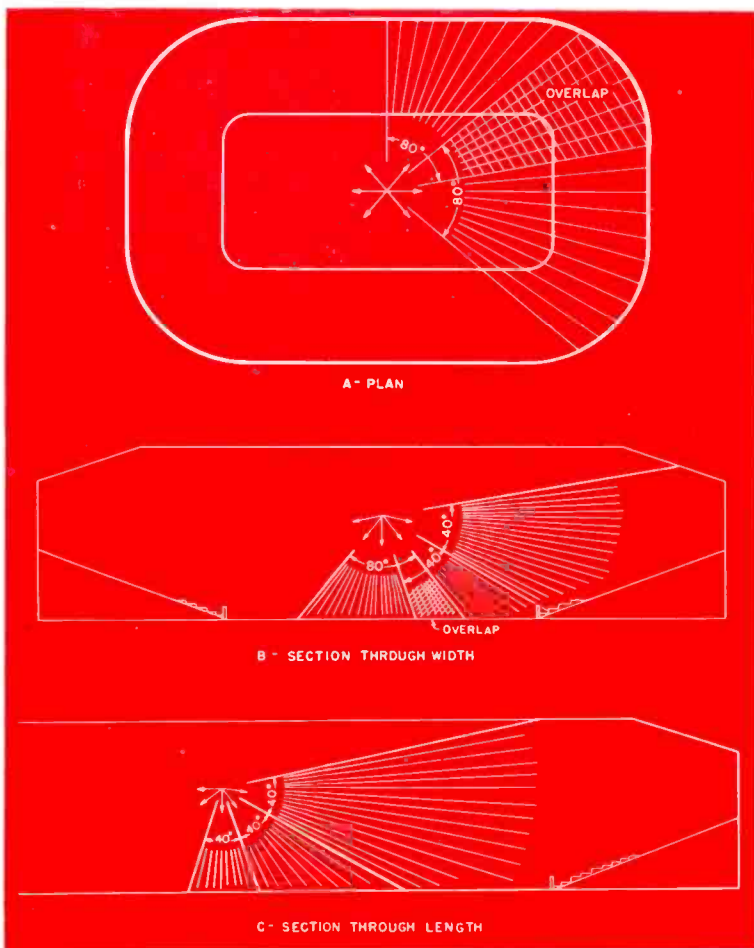 OVERLAP
80°
80°
A- PLAN
40°
40°
80°
OVERLAP
B- SECTION THROUGH WIDTH
40°
40°
40°
C- SECTION THROUGH LENGTH